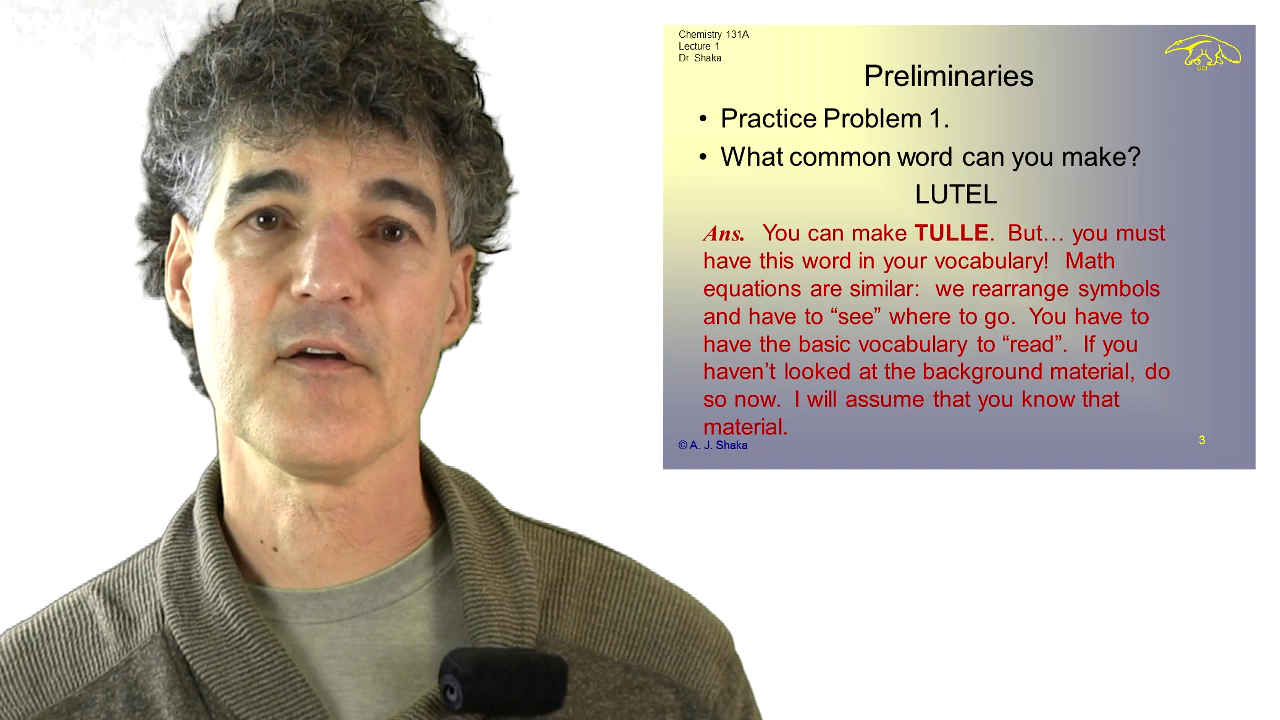 Chemistry 131A
Lecture 1
Dr. Shaka
Preliminaries
• Practice Problem 1.
• What common word can you make?
LUTEL
Ans. You can make TULLE. But… you must
have this word in your vocabulary! Math
equations are similar: we rearrange symbols
and have to “see” where to go. You have to
have the basic vocabulary to “read”. If you
haven’t looked at the background material, do
so now. I will assume that you know that
material.
© A. J. Shaka
3
UCI